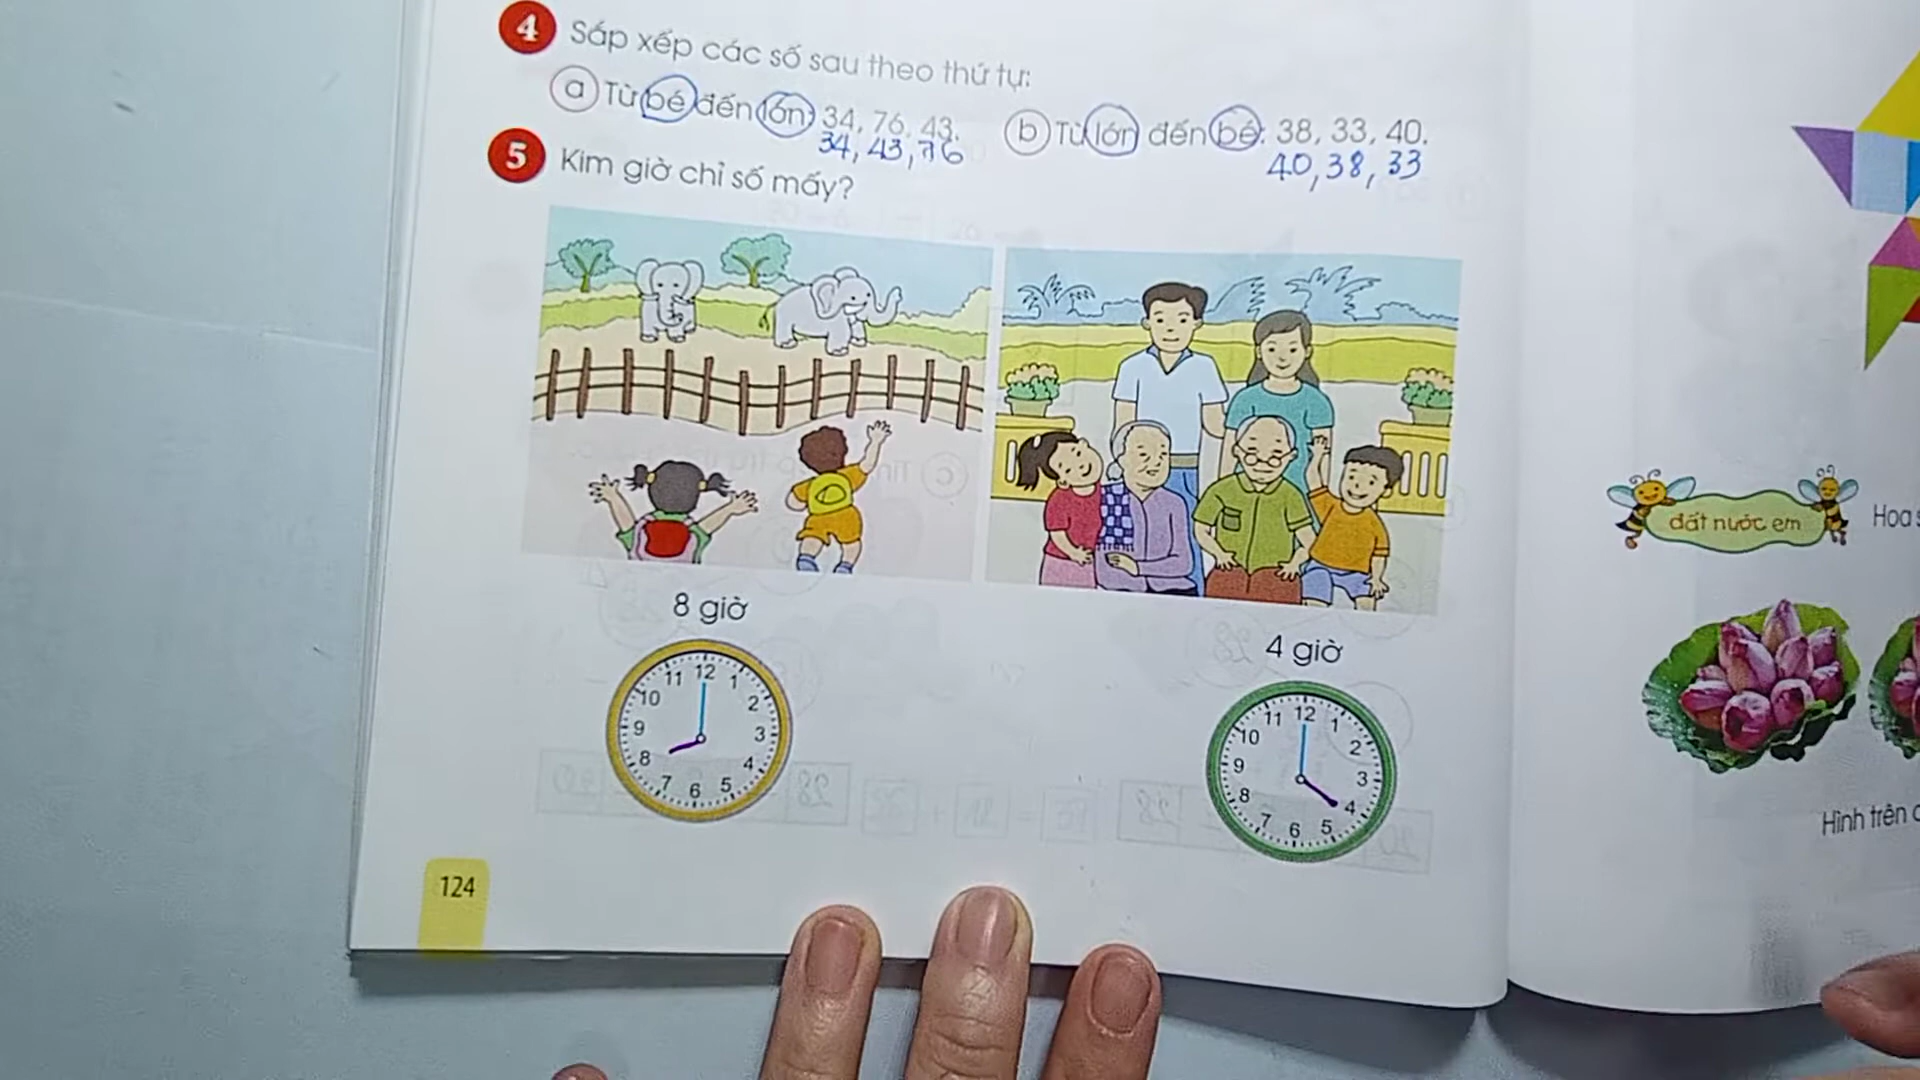 4 Sắp xếp các số sau theo thứ tự:
a Từ bé đến lớn: 34, 76, 43.
34, 43, 76
b Từ lớn đến bé: 38, 33, 40.
40, 38, 33
5 Kim giờ chỉ số mấy?
8 giờ
12 1 2 3 4 5 6 7 8 9 10 11
4 giờ
12 1 2 3 4 5 6 7 8 9 10 11
124
đất nước em
Hoa
Hình trên